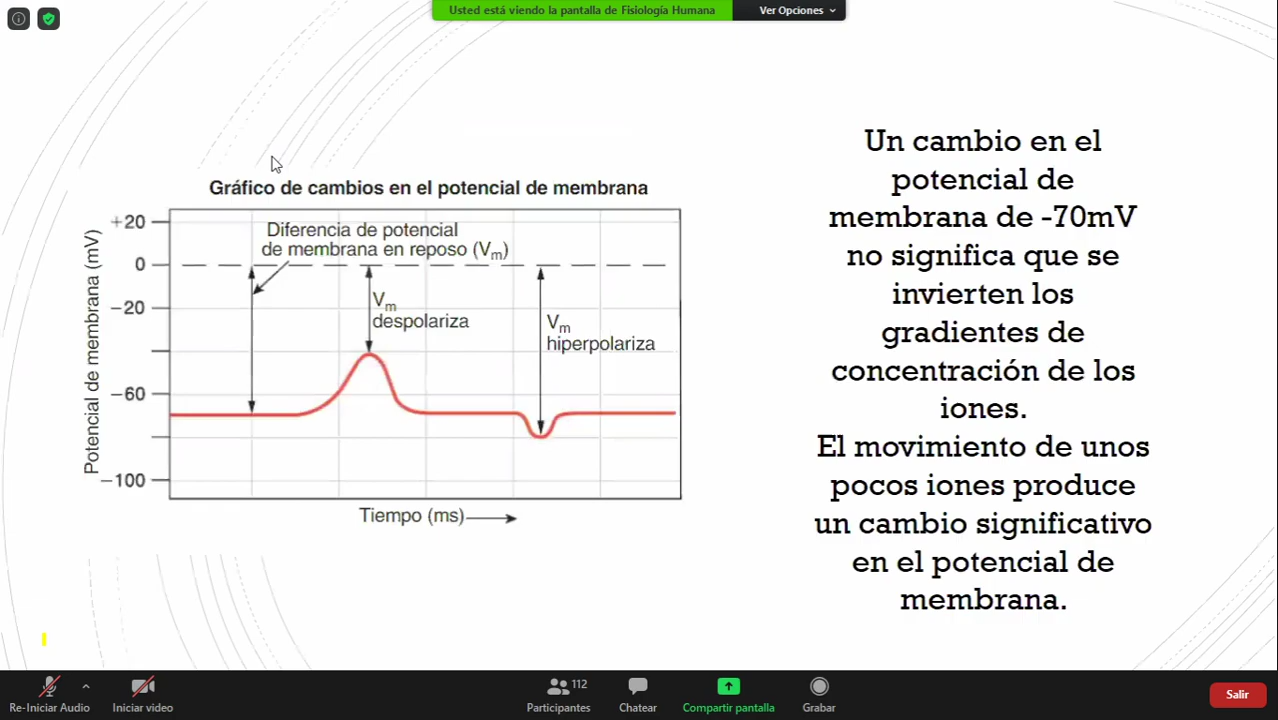 Usted está viendo la pantalla de Fisiología Humana
Ver Opciones
Gráfico de cambios en el potencial de membrana
Potencial de membrana (mV)
+20
0
−20
−60
−100
Diferencia de potencial
de membrana en reposo (Vm)
Vm
despolariza
Vm
hiperpolariza
Tiempo (ms)
Un cambio en el
potencial de
membrana de -70mV
no significa que se
invierten los
gradientes de
concentración de los
iones.
El movimiento de unos
pocos iones produce
un cambio significativo
en el potencial de
membrana.
Re-Iniciar Audio
Iniciar video
112
Participantes
Chatear
Compartir pantalla
Grabar
Salir